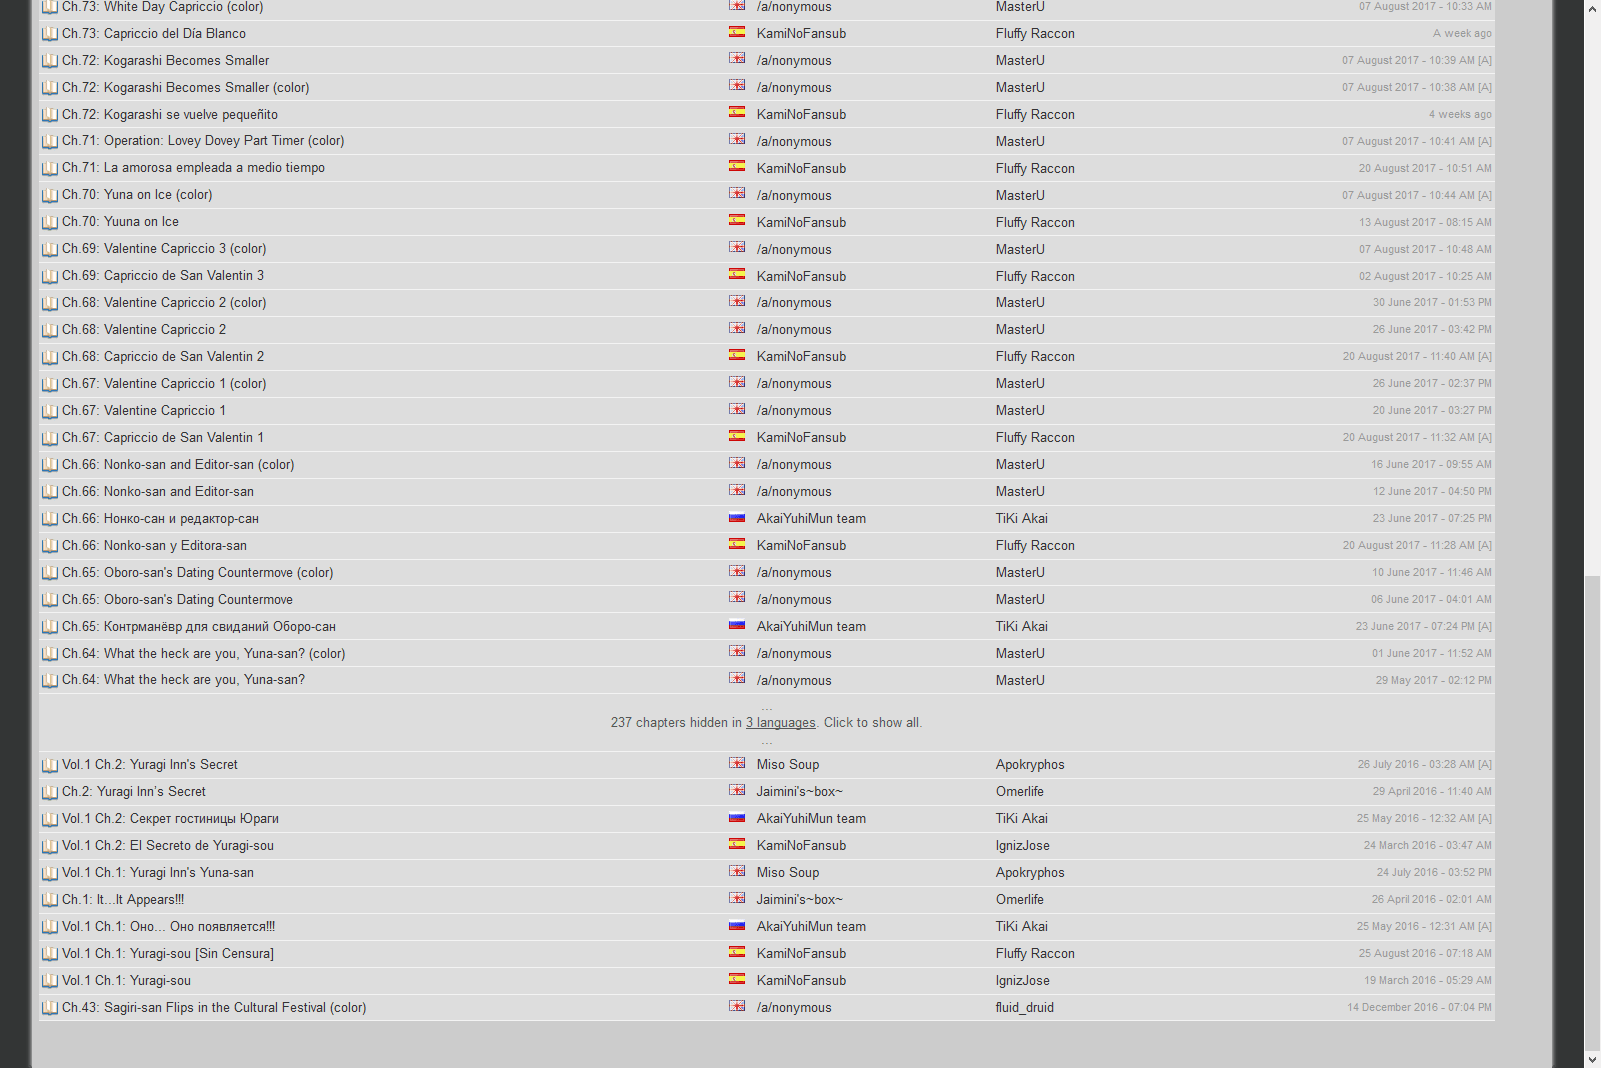 Ch.73: White Day Capriccio (color) /a/nonymous MasterU 07 August 2017 - 10:33 AM
Ch.73: Capriccio del Día Blanco KamiNoFansub Fluffy Raccon A week ago
Ch.72: Kogarashi Becomes Smaller /a/nonymous MasterU 07 August 2017 - 10:39 AM [A]
Ch.72: Kogarashi Becomes Smaller (color) /a/nonymous MasterU 07 August 2017 - 10:38 AM [A]
Ch.72: Kogarashi se vuelve pequeñito KamiNoFansub Fluffy Raccon 4 weeks ago
Ch.71: Operation: Lovey Dovey Part Timer (color) /a/nonymous MasterU 07 August 2017 - 10:41 AM [A]
Ch.71: La amorosa empleada a medio tiempo KamiNoFansub Fluffy Raccon 20 August 2017 - 10:51 AM
Ch.70: Yuna on Ice (color) /a/nonymous MasterU 07 August 2017 - 10:44 AM [A]
Ch.70: Yuuna on Ice KamiNoFansub Fluffy Raccon 13 August 2017 - 08:15 AM
Ch.69: Valentine Capriccio 3 (color) /a/nonymous MasterU 07 August 2017 - 10:48 AM
Ch.69: Capriccio de San Valentin 3 KamiNoFansub Fluffy Raccon 02 August 2017 - 10:25 AM
Ch.68: Valentine Capriccio 2 (color) /a/nonymous MasterU 30 June 2017 - 01:53 PM
Ch.68: Valentine Capriccio 2 /a/nonymous MasterU 26 June 2017 - 03:42 PM
Ch.68: Capriccio de San Valentin 2 KamiNoFansub Fluffy Raccon 20 August 2017 - 11:40 AM [A]
Ch.67: Valentine Capriccio 1 (color) /a/nonymous MasterU 26 June 2017 - 02:37 PM
Ch.67: Valentine Capriccio 1 /a/nonymous MasterU 20 June 2017 - 03:27 PM
Ch.67: Capriccio de San Valentin 1 KamiNoFansub Fluffy Raccon 20 August 2017 - 11:32 AM [A]
Ch.66: Nonko-san and Editor-san (color) /a/nonymous MasterU 16 June 2017 - 09:55 AM
Ch.66: Nonko-san and Editor-san /a/nonymous MasterU 12 June 2017 - 04:50 PM
Ch.66: Нонко-сан и редактор-сан AkaiYuhiMun team TiKi Akai 23 June 2017 - 07:25 PM
Ch.66: Nonko-san y Editora-san KamiNoFansub Fluffy Raccon 20 August 2017 - 11:28 AM [A]
Ch.65: Oboro-san's Dating Countermove (color) /a/nonymous MasterU 10 June 2017 - 11:46 AM
Ch.65: Oboro-san's Dating Countermove /a/nonymous MasterU 06 June 2017 - 04:01 AM
Ch.65: Контрманёвр для свиданий Оборо-сан AkaiYuhiMun team TiKi Akai 23 June 2017 - 07:24 PM [A]
Ch.64: What the heck are you, Yuna-san? (color) /a/nonymous MasterU 01 June 2017 - 11:52 AM
Ch.64: What the heck are you, Yuna-san? /a/nonymous MasterU 29 May 2017 - 02:12 PM
...
237 chapters hidden in 3 languages. Click to show all.
...
Vol.1 Ch.2: Yuragi Inn's Secret Miso Soup Apokryphos 26 July 2016 - 03:28 AM [A]
Ch.2: Yuragi Inn's Secret Jaimini's~box~ Omerlife 29 April 2016 - 11:40 AM
Vol.1 Ch.2: Секрет гостиницы Юраги AkaiYuhiMun team TiKi Akai 25 May 2016 - 12:32 AM [A]
Vol.1 Ch.2: El Secreto de Yuragi-sou KamiNoFansub IgnizJose 24 March 2016 - 03:47 AM
Vol.1 Ch.1: Yuragi Inn's Yuna-san Miso Soup Apokryphos 24 July 2016 - 03:52 PM
Ch.1: It...It Appears!!! Jaimini's~box~ Omerlife 26 April 2016 - 02:01 AM
Vol.1 Ch.1: Оно... Оно появляется!!! AkaiYuhiMun team TiKi Akai 25 May 2016 - 12:31 AM [A]
Vol.1 Ch.1: Yuragi-sou [Sin Censura] KamiNoFansub Fluffy Raccon 25 August 2016 - 07:18 AM
Vol.1 Ch.1: Yuragi-sou KamiNoFansub IgnizJose 19 March 2016 - 05:29 AM
Ch.43: Sagiri-san Flips in the Cultural Festival (color) /a/nonymous fluid_druid 14 December 2016 - 07:04 PM